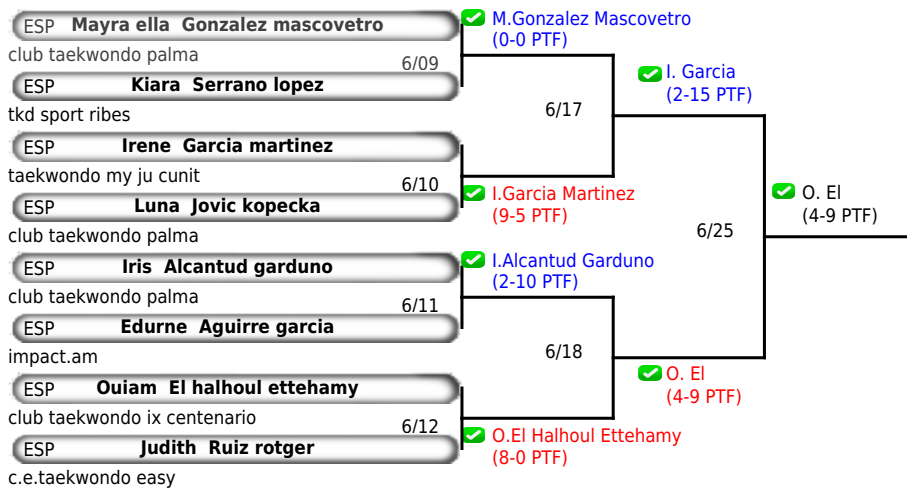 ESP Mayra ella Gonzalez mascovetro
club taekwondo palma
6/09
ESP Kiara Serrano lopez
tkd sport ribes
ESP Irene Garcia martinez
taekwondo my ju cunit
6/10
ESP Luna Jovic kopecka
club taekwondo palma
ESP Iris Alcantud garduno
club taekwondo palma
6/11
ESP Edurne Aguirre garcia
impact.am
ESP Ouiam El halhoul ettehamy
club taekwondo ix centenario
6/12
ESP Judith Ruiz rotger
c.e.taekwondo easy
M.Gonzalez Mascovetro
(0-0 PTF)
6/17
I.Garcia Martinez
(9-5 PTF)
I.Alcantud Garduno
(2-10 PTF)
6/18
O.El Halhoul Ettehamy
(8-0 PTF)
I. Garcia
(2-15 PTF)
6/25
O. El
(4-9 PTF)
O. El
(4-9 PTF)